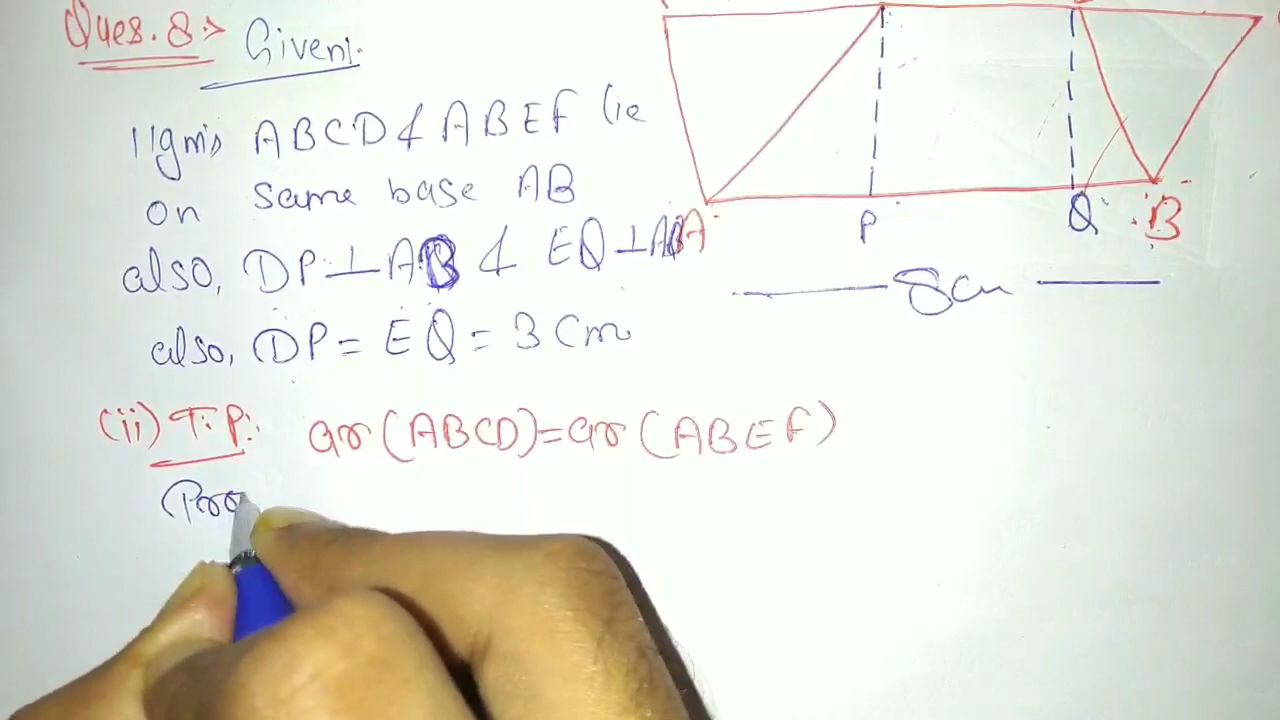 Ques. 8:> Given:
11gms ABCD & ABEF lie
on same base AB
also, DP⊥AB & EQ⊥AB
also, DP = EQ = 3 Cm
(ii) T.P: ar(ABCD)=ar(ABEF)
Proo
A P Q B
8cm